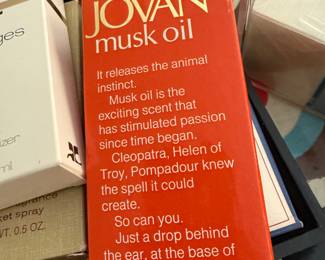 JOVAN
musk oil
It releases the animal
instinct.
Musk oil is the
exciting scent that
has stimulated passion
since time began.
Cleopatra, Helen of
Troy, Pompadour knew
the spell it could
create.
So can you.
Just a drop behind
the ear, at the base of
ges
izer
ml
ket spray
WT. 0.5 OZ.